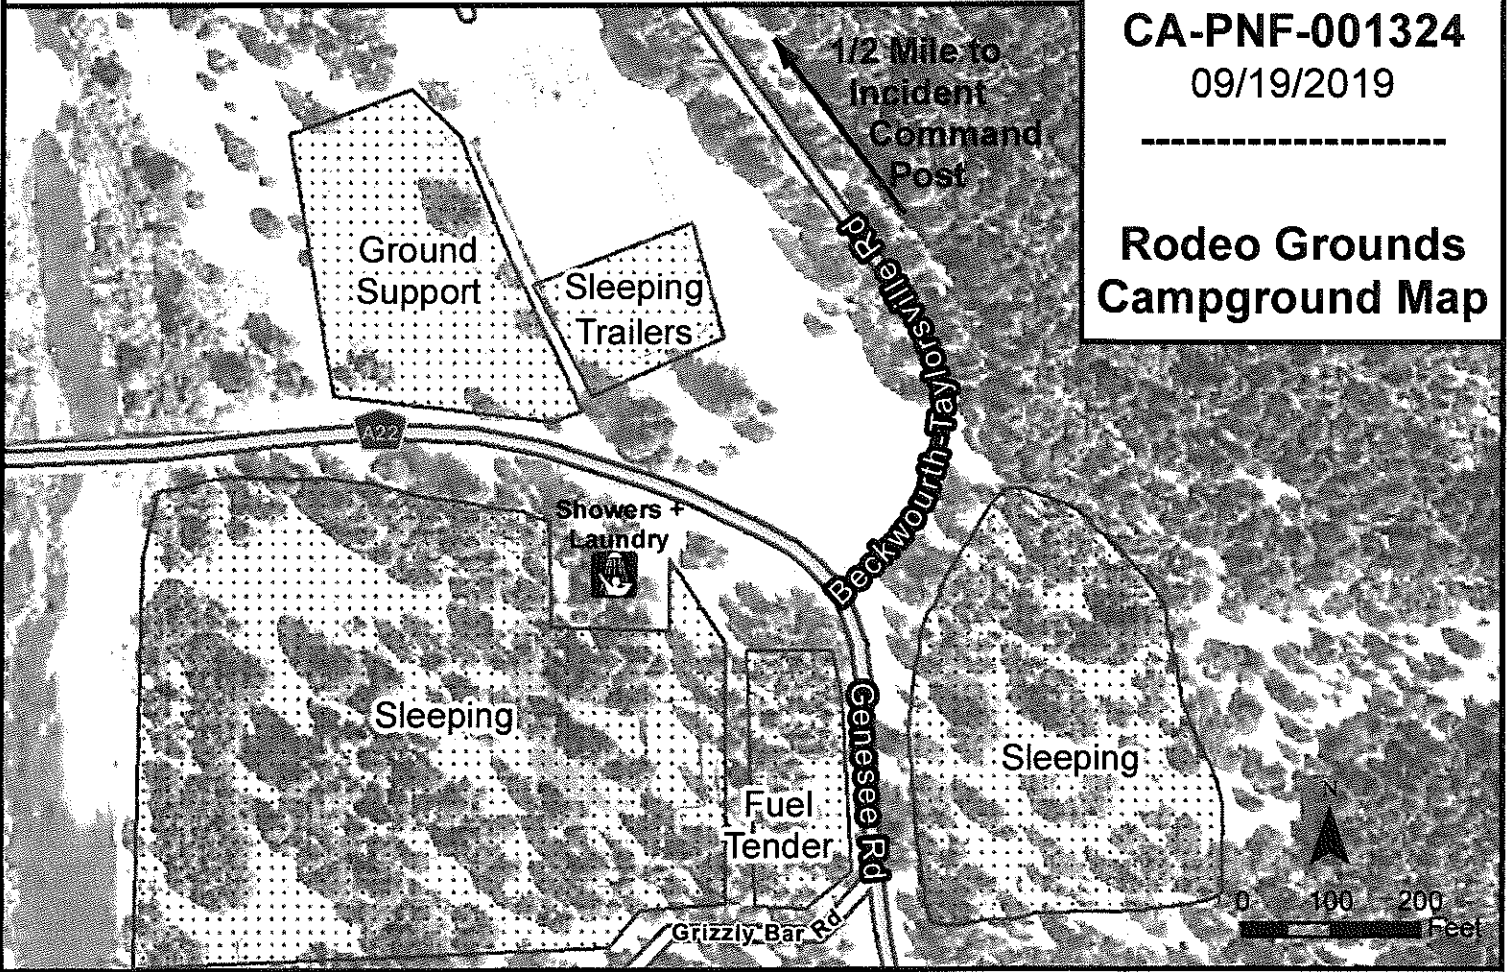 CA-PNF-001324
09/19/2019
---------------------
Rodeo Grounds
Campground Map
1/2 Mile to
Incident
Command
Post
Ground
Support
Sleeping
Trailers
Beckwourth-Taylorsville Rd
A22
Showers +
Laundry
Sleeping
Fuel
Tender
Genesee Rd
Sleeping
Grizzly Bar Rd
N
0 100 200
Feet